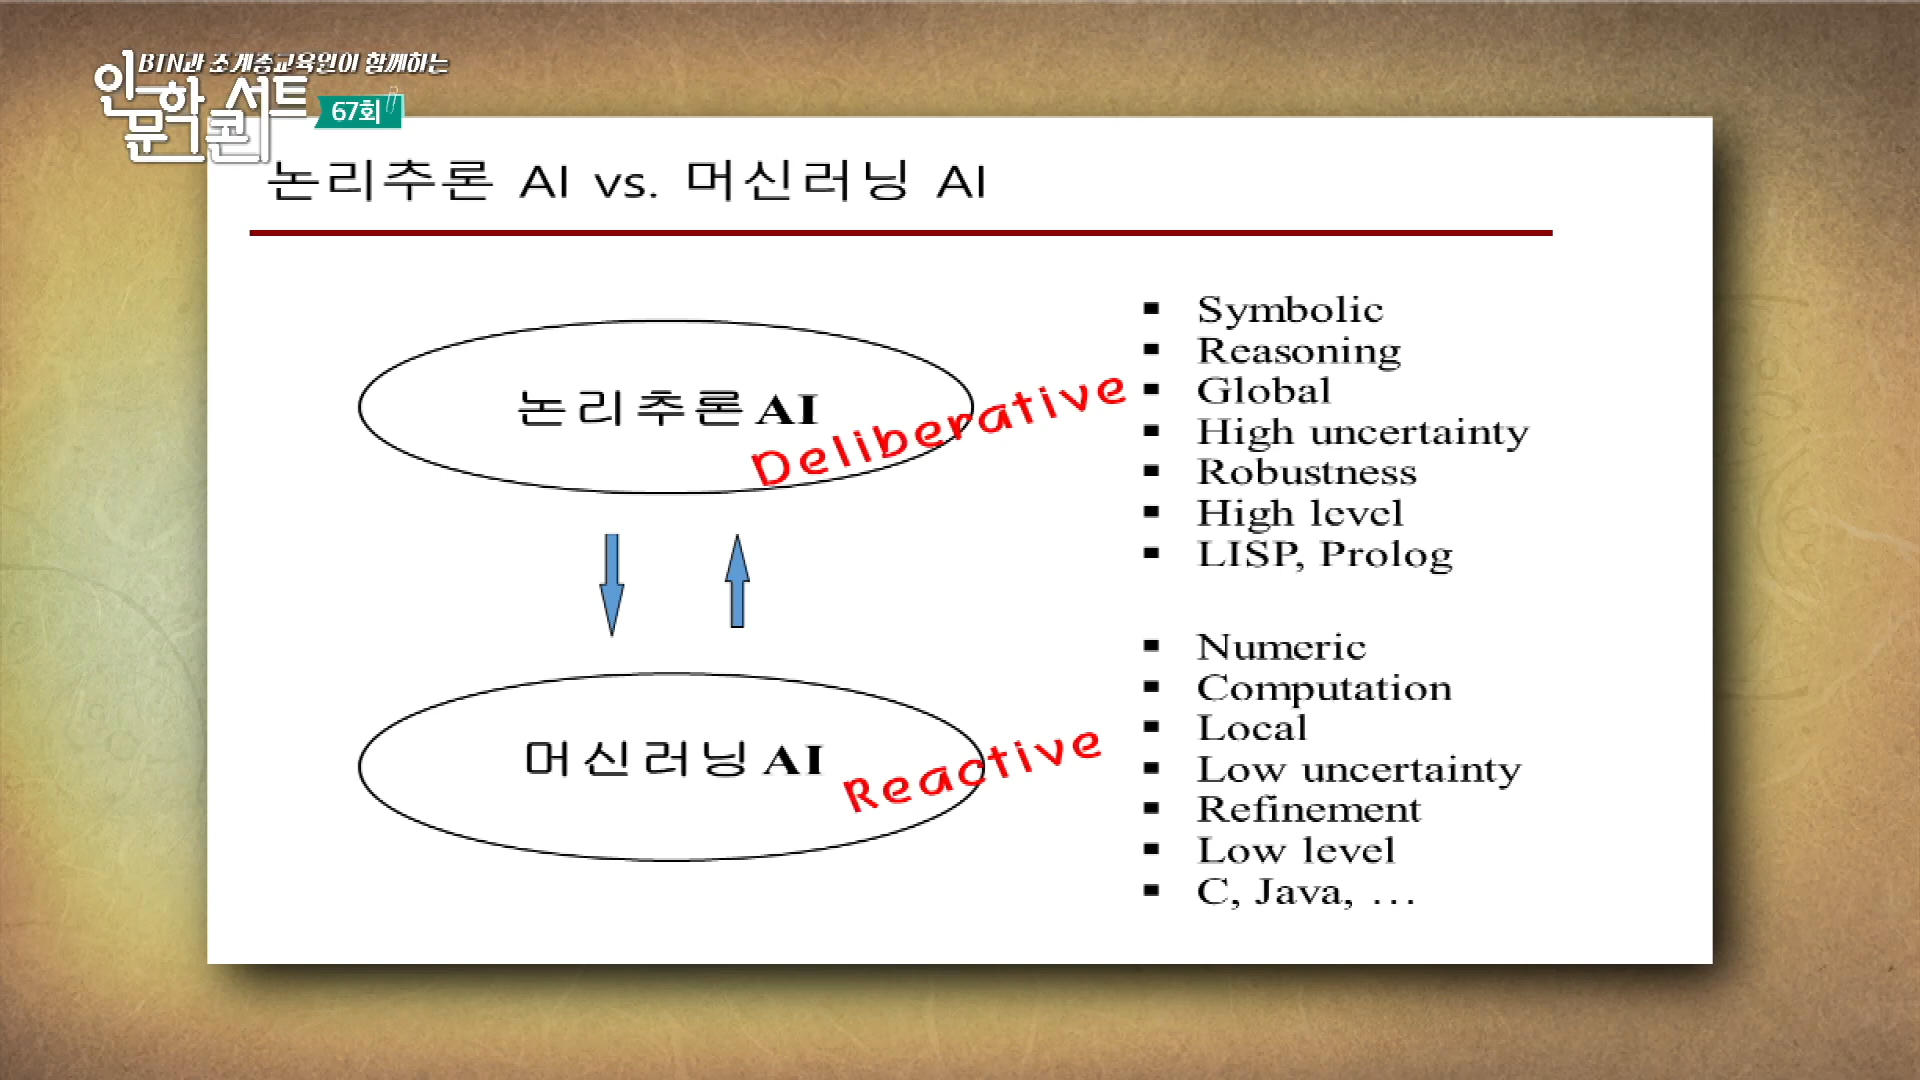 BTN과 조계종교육원이 함께하는
인문학 콘서트
67회
논리추론 AI vs. 머신러닝 AI
논리추론 AI
Deliberative
▪ Symbolic
▪ Reasoning
▪ Global
▪ High uncertainty
▪ Robustness
▪ High level
▪ LISP, Prolog
머신러닝 AI
Reactive
▪ Numeric
▪ Computation
▪ Local
▪ Low uncertainty
▪ Refinement
▪ Low level
▪ C, Java, …